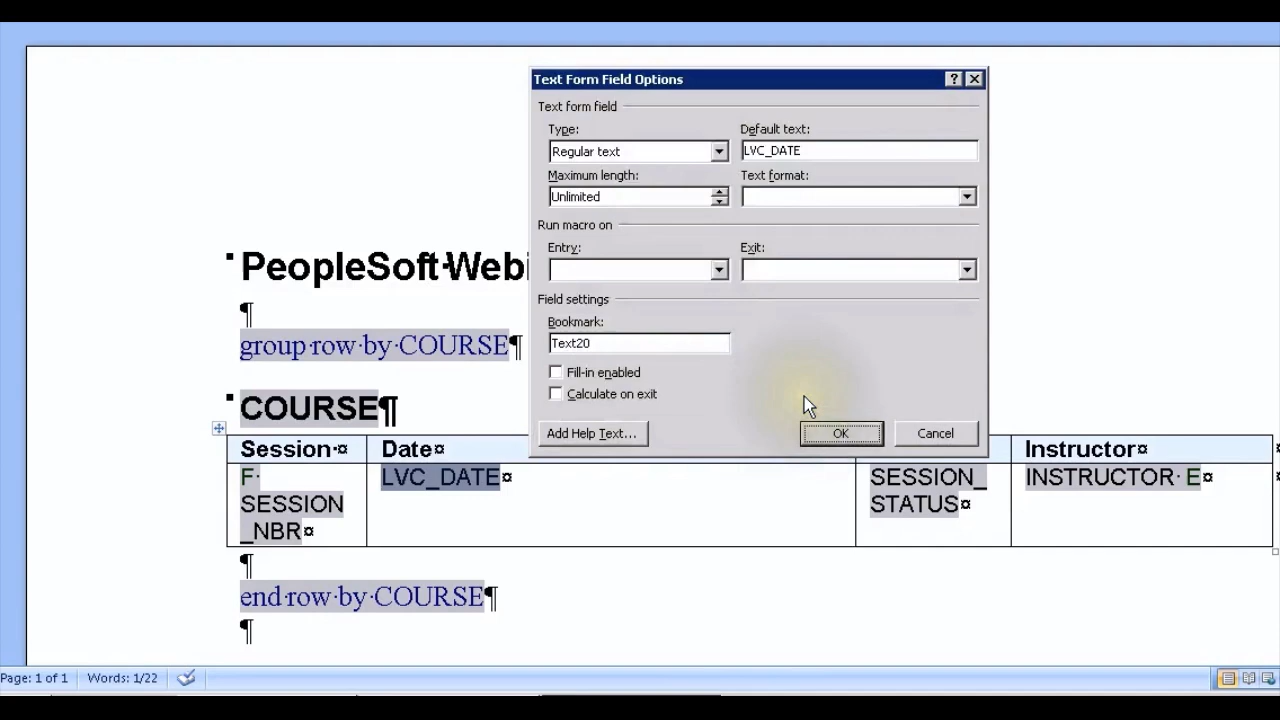 Text Form Field Options
Text form field
Type:
Default text:
Regular text
LVC_DATE
Maximum length:
Text format:
Unlimited
Run macro on
Entry:
Exit:
Field settings
Bookmark:
Text20
Fill-in enabled
Calculate on exit
Add Help Text...
OK
Cancel
PeopleSoft·Webi
¶
group·row·by·COURSE¶
COURSE¶
Session·¤
Date¤
Instructor¤
F·
SESSION
_NBR¤
LVC_DATE¤
SESSION_
STATUS¤
INSTRUCTOR· E¤
¶
end·row·by·COURSE¶
¶
Page: 1 of 1
Words: 1/22